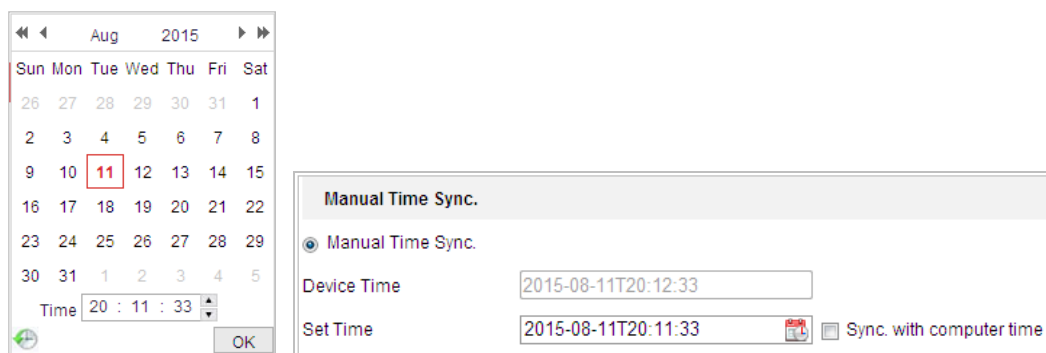 Aug 2015
Sun Mon Tue Wed Thu Fri Sat
26 27 28 29 30 31 1
2 3 4 5 6 7 8
9 10 11 12 13 14 15
16 17 18 19 20 21 22
23 24 25 26 27 28 29
30 31 1 2 3 4 5
Time 20 : 11 : 33
OK
Manual Time Sync.
Manual Time Sync.
Device Time 2015-08-11T20:12:33
Set Time 2015-08-11T20:11:33 Sync. with computer time